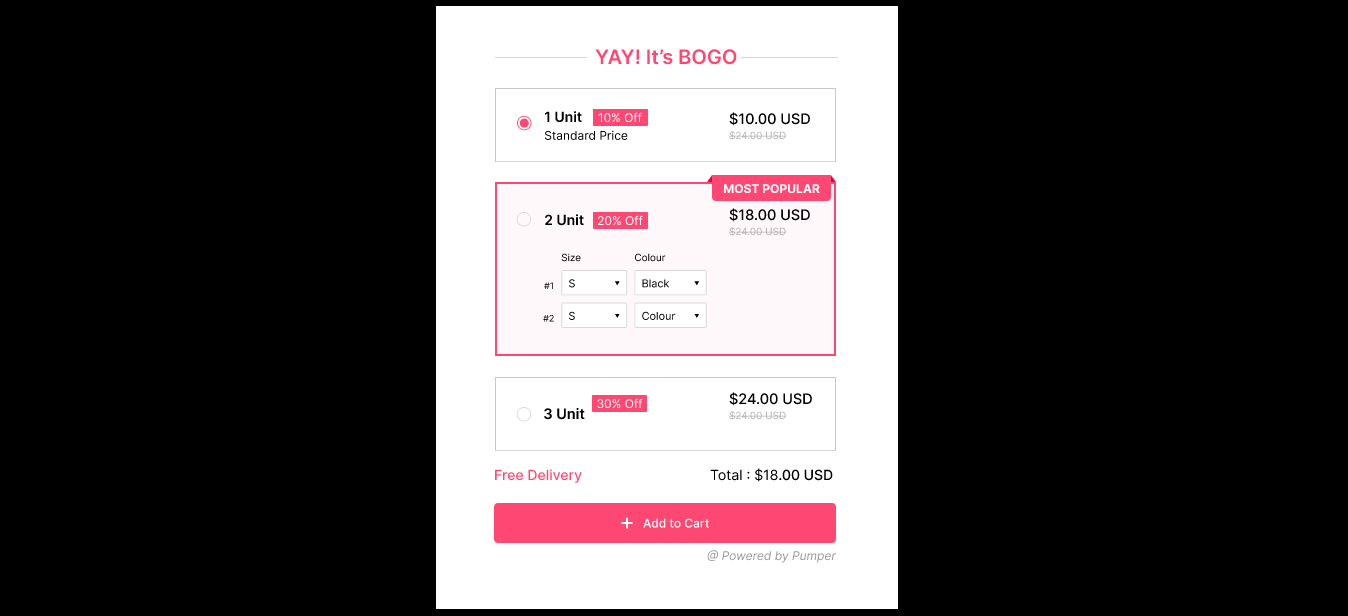 YAY! It’s BOGO
1 Unit 10% Off $10.00 USD
Standard Price $24.00 USD
MOST POPULAR
2 Unit 20% Off $18.00 USD
$24.00 USD
Size Colour
#1 S Black
#2 S Colour
3 Unit 30% Off $24.00 USD
$24.00 USD
Free Delivery Total : $18.00 USD
+ Add to Cart
@ Powered by Pumper